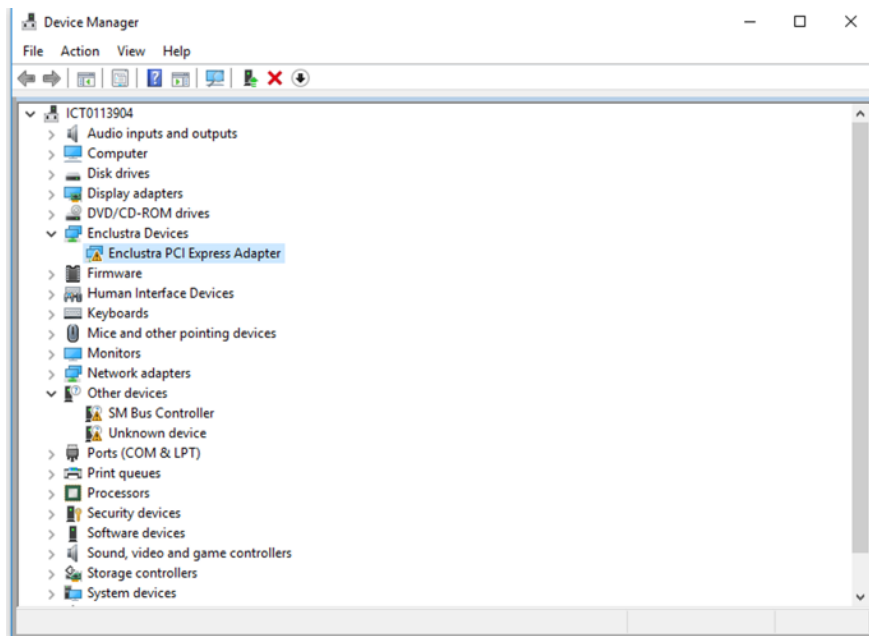 Device Manager
File Action View Help
ICT0113904
Audio inputs and outputs
Computer
Disk drives
Display adapters
DVD/CD-ROM drives
Enclustra Devices
Enclustra PCI Express Adapter
Firmware
Human Interface Devices
Keyboards
Mice and other pointing devices
Monitors
Network adapters
Other devices
SM Bus Controller
Unknown device
Ports (COM & LPT)
Print queues
Processors
Security devices
Software devices
Sound, video and game controllers
Storage controllers
System devices